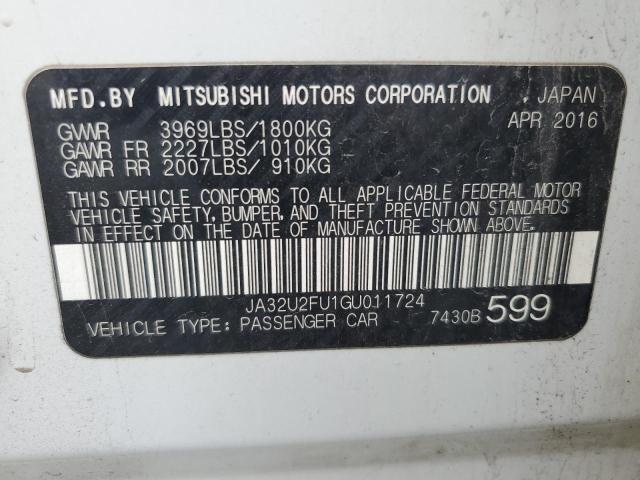 MFD.BY MITSUBISHI MOTORS CORPORATION , JAPAN
GVWR 3969LBS/1800KG APR 2016
GAWR FR 2227LBS/1010KG
GAWR RR 2007LBS/ 910KG
THIS VEHICLE CONFORMS TO ALL APPLICABLE FEDERAL MOTOR
VEHICLE SAFETY, BUMPER, AND THEFT PREVENTION STANDARDS
IN EFFECT ON THE DATE OF MANUFACTURE SHOWN ABOVE.
JA32U2FU1GU011724
VEHICLE TYPE: PASSENGER CAR 7430B 599